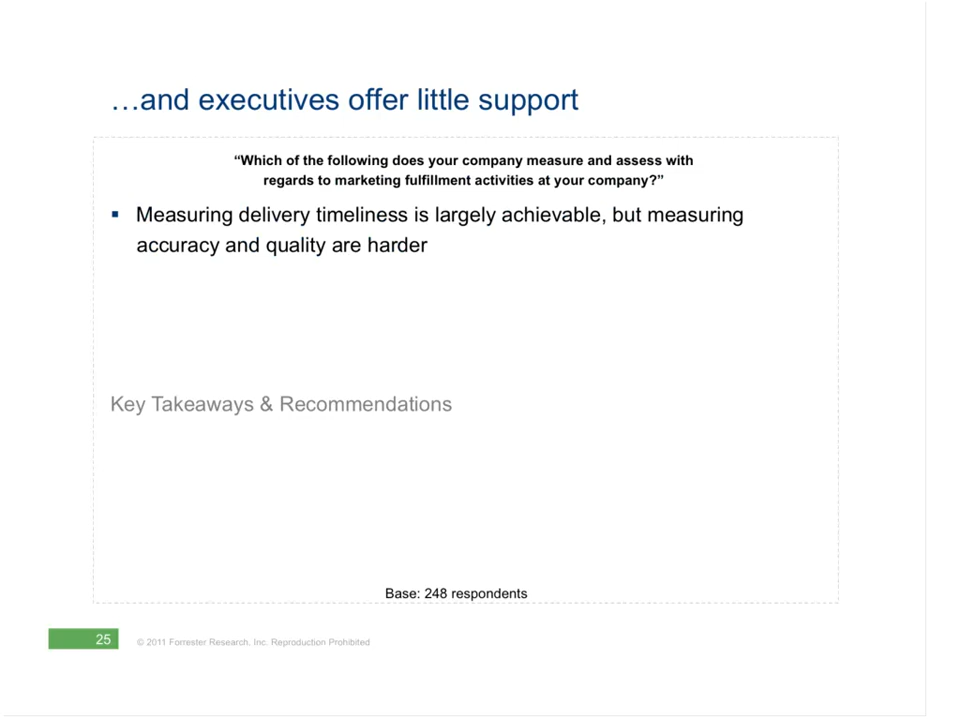 …and executives offer little support
“Which of the following does your company measure and assess with
regards to marketing fulfillment activities at your company?”
▪ Measuring delivery timeliness is largely achievable, but measuring
accuracy and quality are harder
Key Takeaways & Recommendations
Base: 248 respondents
25 © 2011 Forrester Research. Inc. Reproduction Prohibited